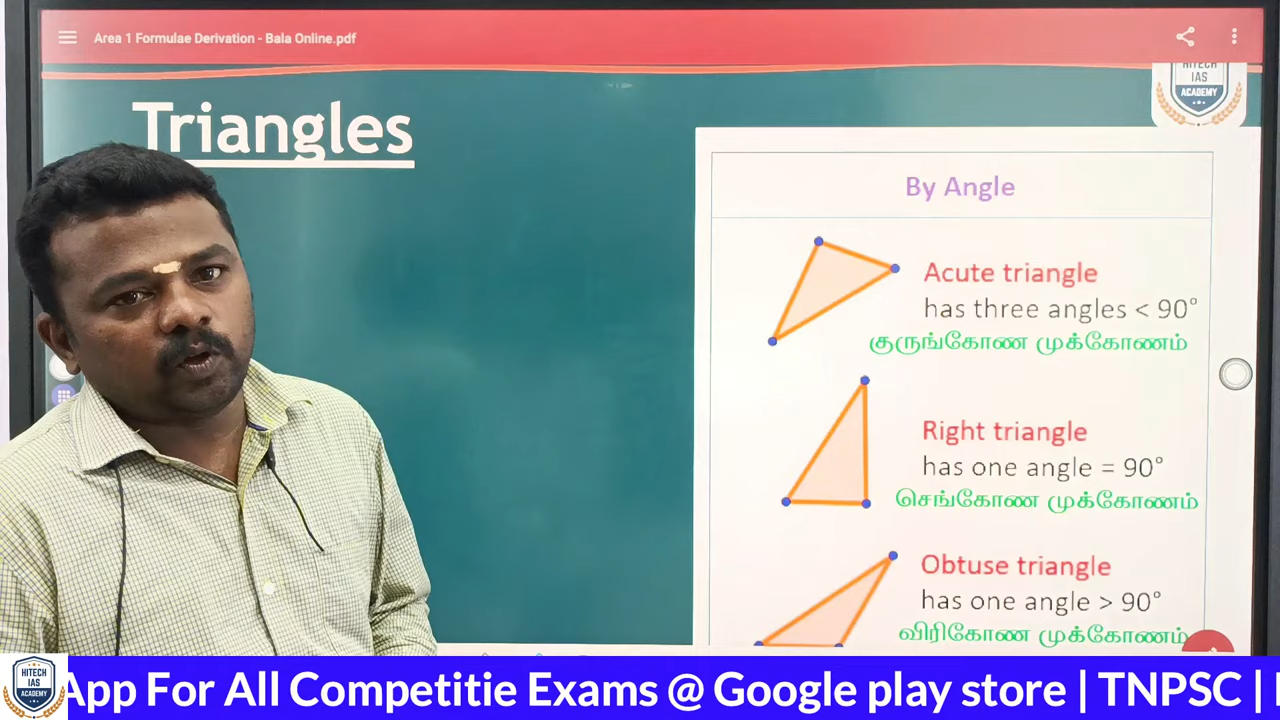 Area 1 Formulae Derivation - Bala Online.pdf
HITECH
IAS
ACADEMY
Triangles
By Angle
Acute triangle
has three angles < 90°
குருங்கோண முக்கோணம்
Right triangle
has one angle = 90°
செங்கோண முக்கோணம்
Obtuse triangle
has one angle > 90°
விரிகோண முக்கோணம்
HITECH
IAS
ACADEMY
App For All Competitie Exams @ Google play store | TNPSC |